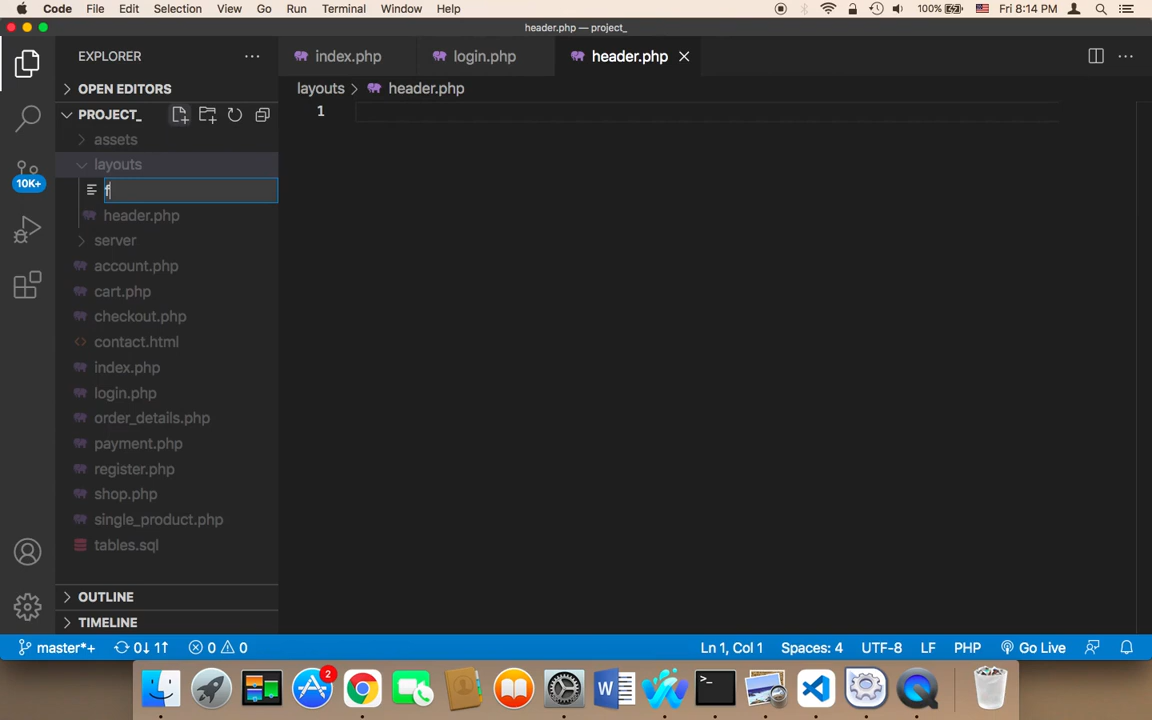 Code File Edit Selection View Go Run Terminal Window Help 100% Fri 8:14 PM
header.php — project_
EXPLORER
index.php
login.php
header.php
OPEN EDITORS
layouts > header.php
PROJECT_
1
assets
layouts
f
header.php
server
account.php
cart.php
checkout.php
contact.html
index.php
login.php
order_details.php
payment.php
register.php
shop.php
single_product.php
tables.sql
OUTLINE
TIMELINE
10K+
master*+ 0↓ 1↑ 0 0 Ln 1, Col 1 Spaces: 4 UTF-8 LF PHP Go Live
2
W
>_